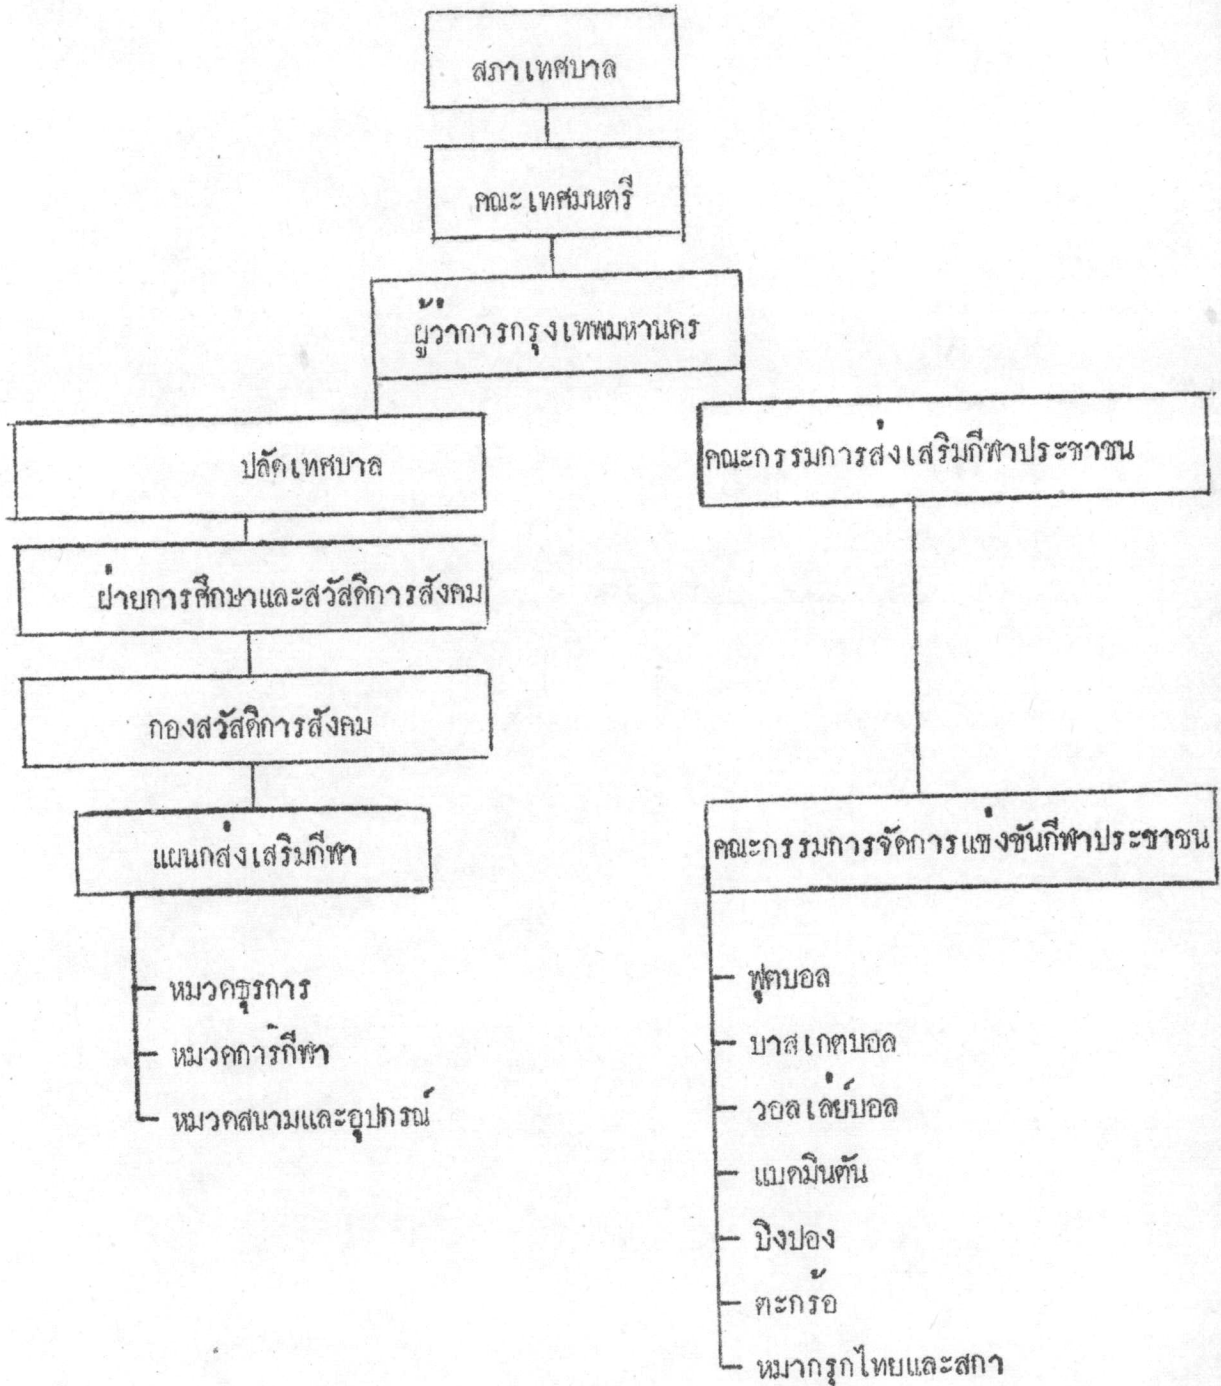 สภาเทศบาล
คณะเทศมนตรี
ผู้ว่าการกรุงเทพมหานคร
ปลัดเทศบาล
คณะกรรมการส่งเสริมกีฬาประชาชน
ฝ่ายการศึกษาและสวัสดิการสังคม
กองสวัสดิการสังคม
แผนกส่งเสริมกีฬา
คณะกรรมการจัดการแข่งขันกีฬาประชาชน
หมวดธุรการ
หมวดการกีฬา
หมวดสนามและอุปกรณ์
ฟุตบอล
บาสเกตบอล
วอลเล่ย์บอล
แบดมินตัน
ปิงปอง
ตะกร้อ
หมากรุกไทยและสกา